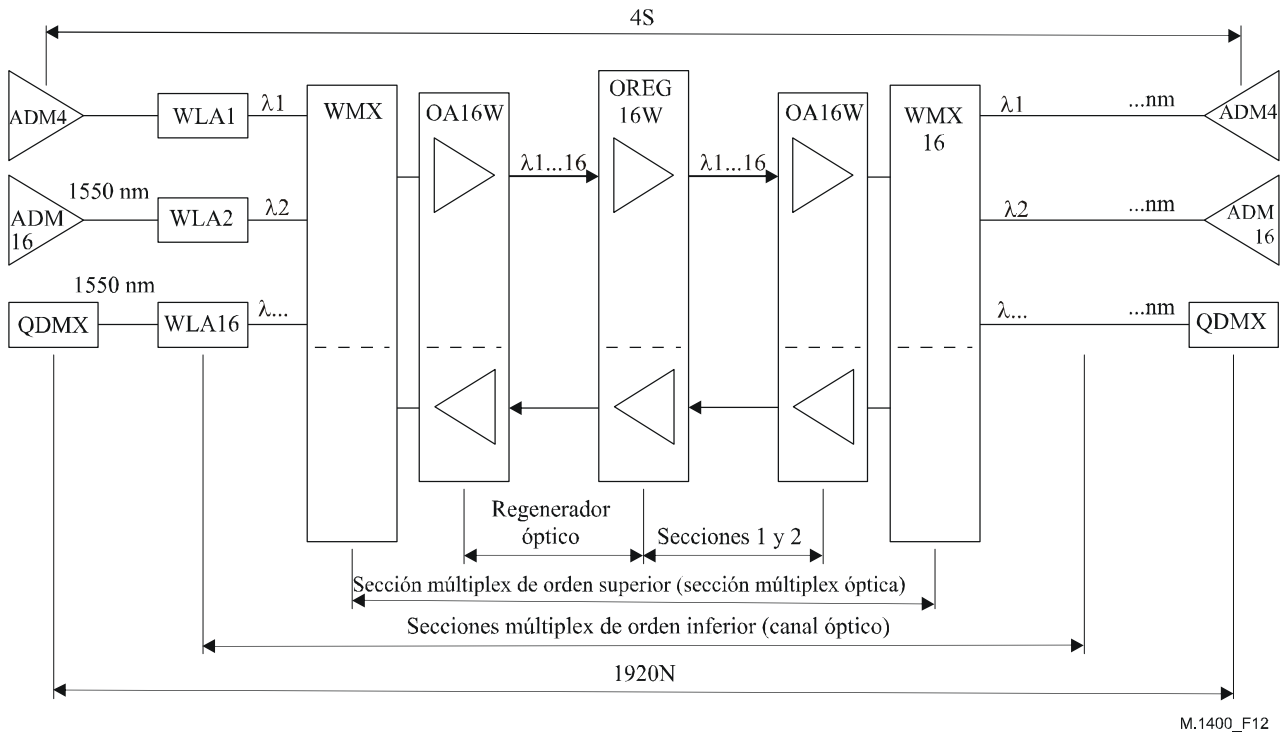 4S
ADM4
WLA1
λ1
WMX
OA16W
OREG
16W
OA16W
WMX
16
λ1
...nm
ADM4
λ1...16
λ1...16
1550 nm
ADM
16
WLA2
λ2
λ2
...nm
ADM
16
1550 nm
QDMX
WLA16
λ...
λ...
...nm
QDMX
Regenerador
óptico
Secciones 1 y 2
Sección múltiplex de orden superior (sección múltiplex óptica)
Secciones múltiplex de orden inferior (canal óptico)
1920N
M.1400_F12